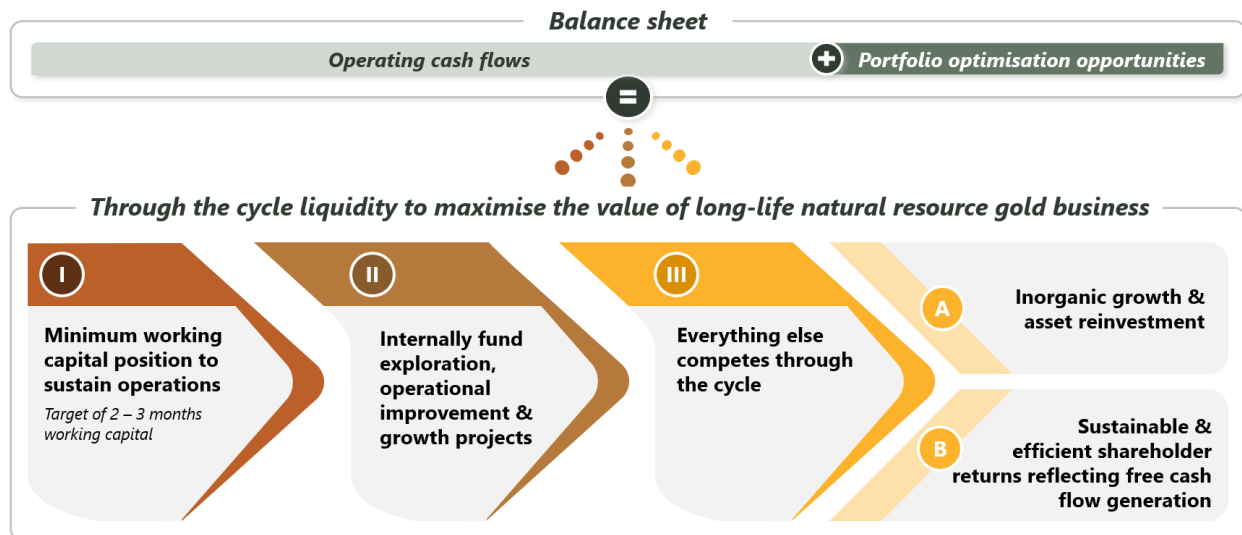 Balance sheet
Operating cash flows
+
Portfolio optimisation opportunities
=
Through the cycle liquidity to maximise the value of long-life natural resource gold business
I
Minimum working
capital position to
sustain operations
Target of 2 – 3 months
working capital
II
Internally fund
exploration,
operational
improvement &
growth projects
III
Everything else
competes through
the cycle
A
Inorganic growth &
asset reinvestment
B
Sustainable &
efficient shareholder
returns reflecting free cash
flow generation